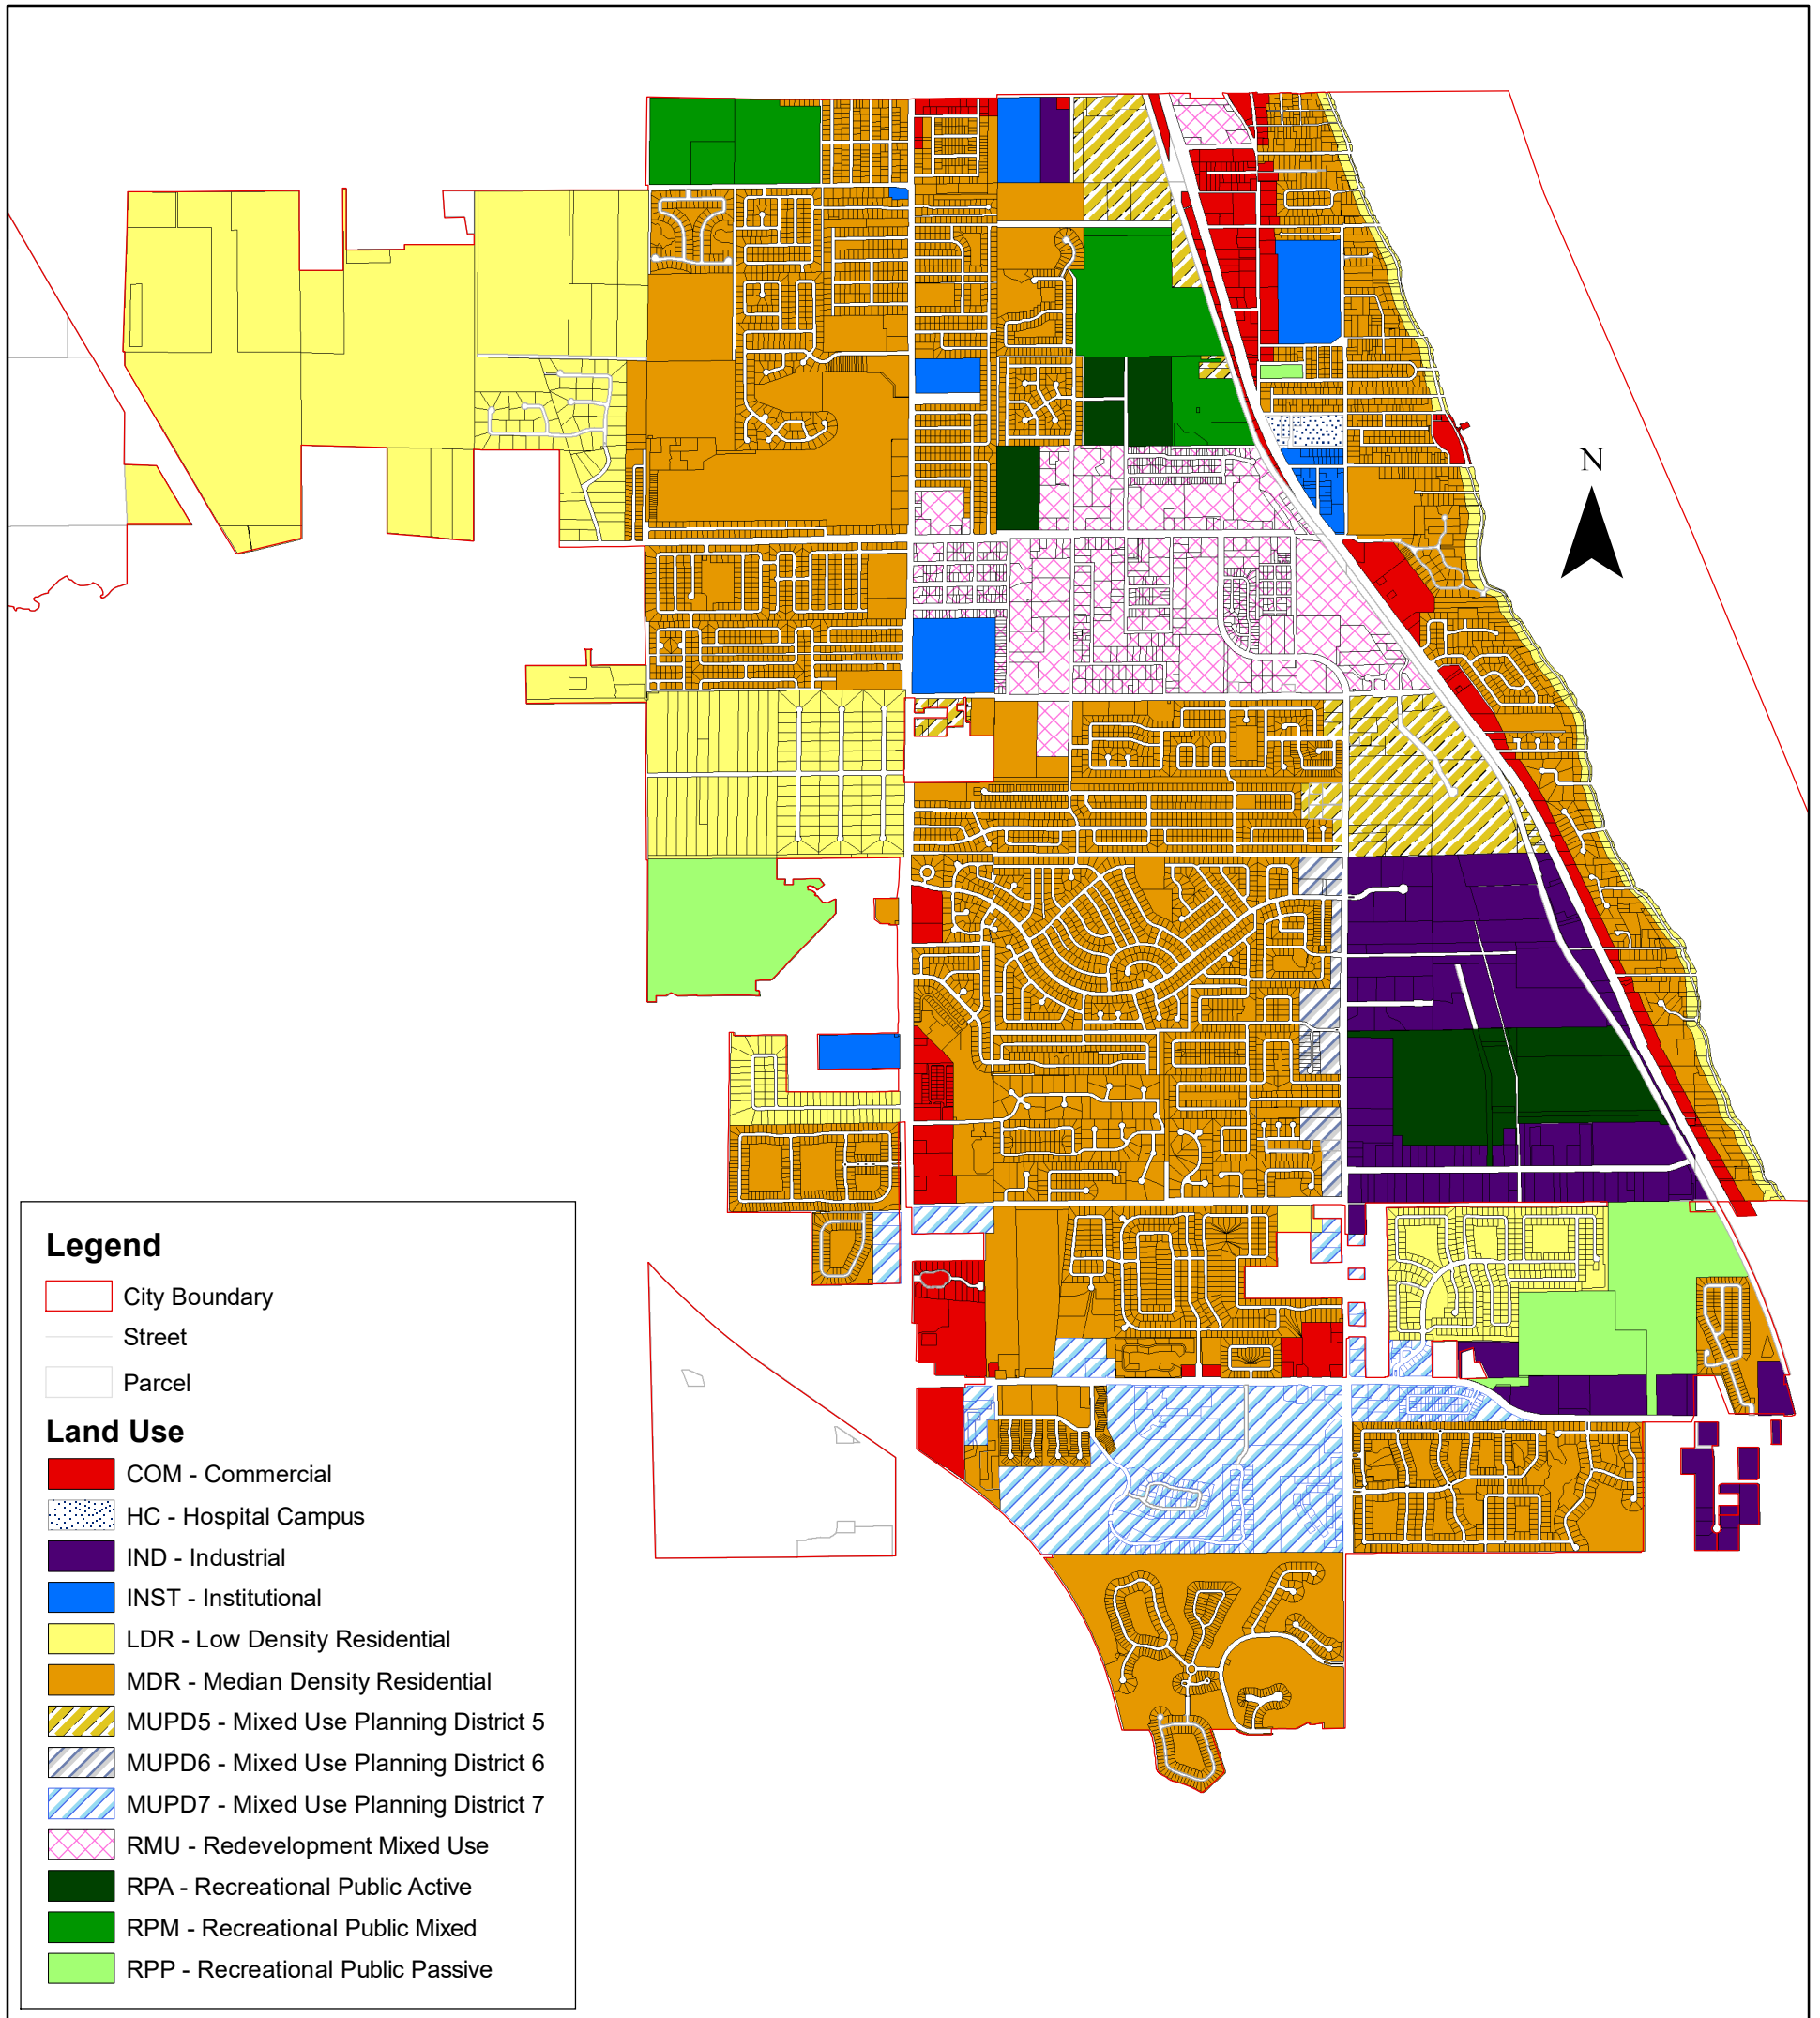 N
Legend
City Boundary
Street
Parcel
Land Use
COM - Commercial
HC - Hospital Campus
IND - Industrial
INST - Institutional
LDR - Low Density Residential
MDR - Median Density Residential
MUPD5 - Mixed Use Planning District 5
MUPD6 - Mixed Use Planning District 6
MUPD7 - Mixed Use Planning District 7
RMU - Redevelopment Mixed Use
RPA - Recreational Public Active
RPM - Recreational Public Mixed
RPP - Recreational Public Passive